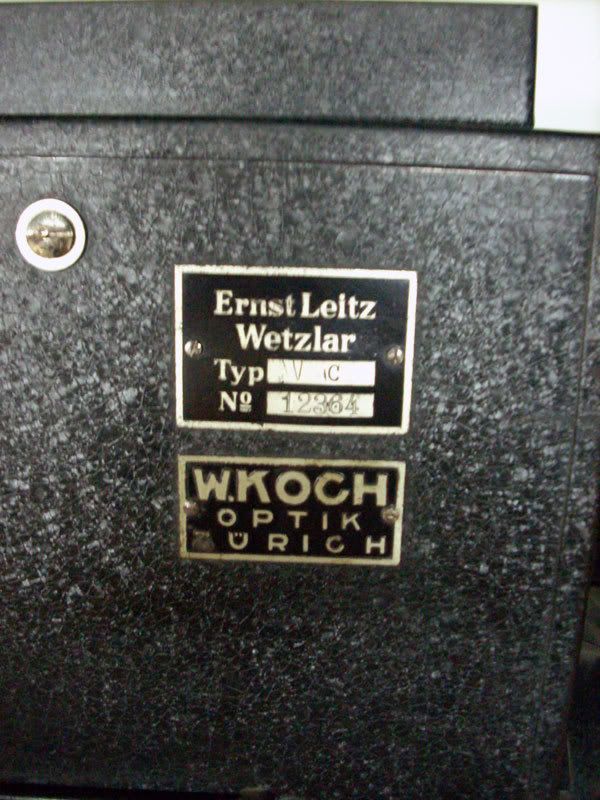 Ernst Leitz
Wetzlar
Typ
Nº 12364
W.KOCH
OPTIK
ZÜRICH